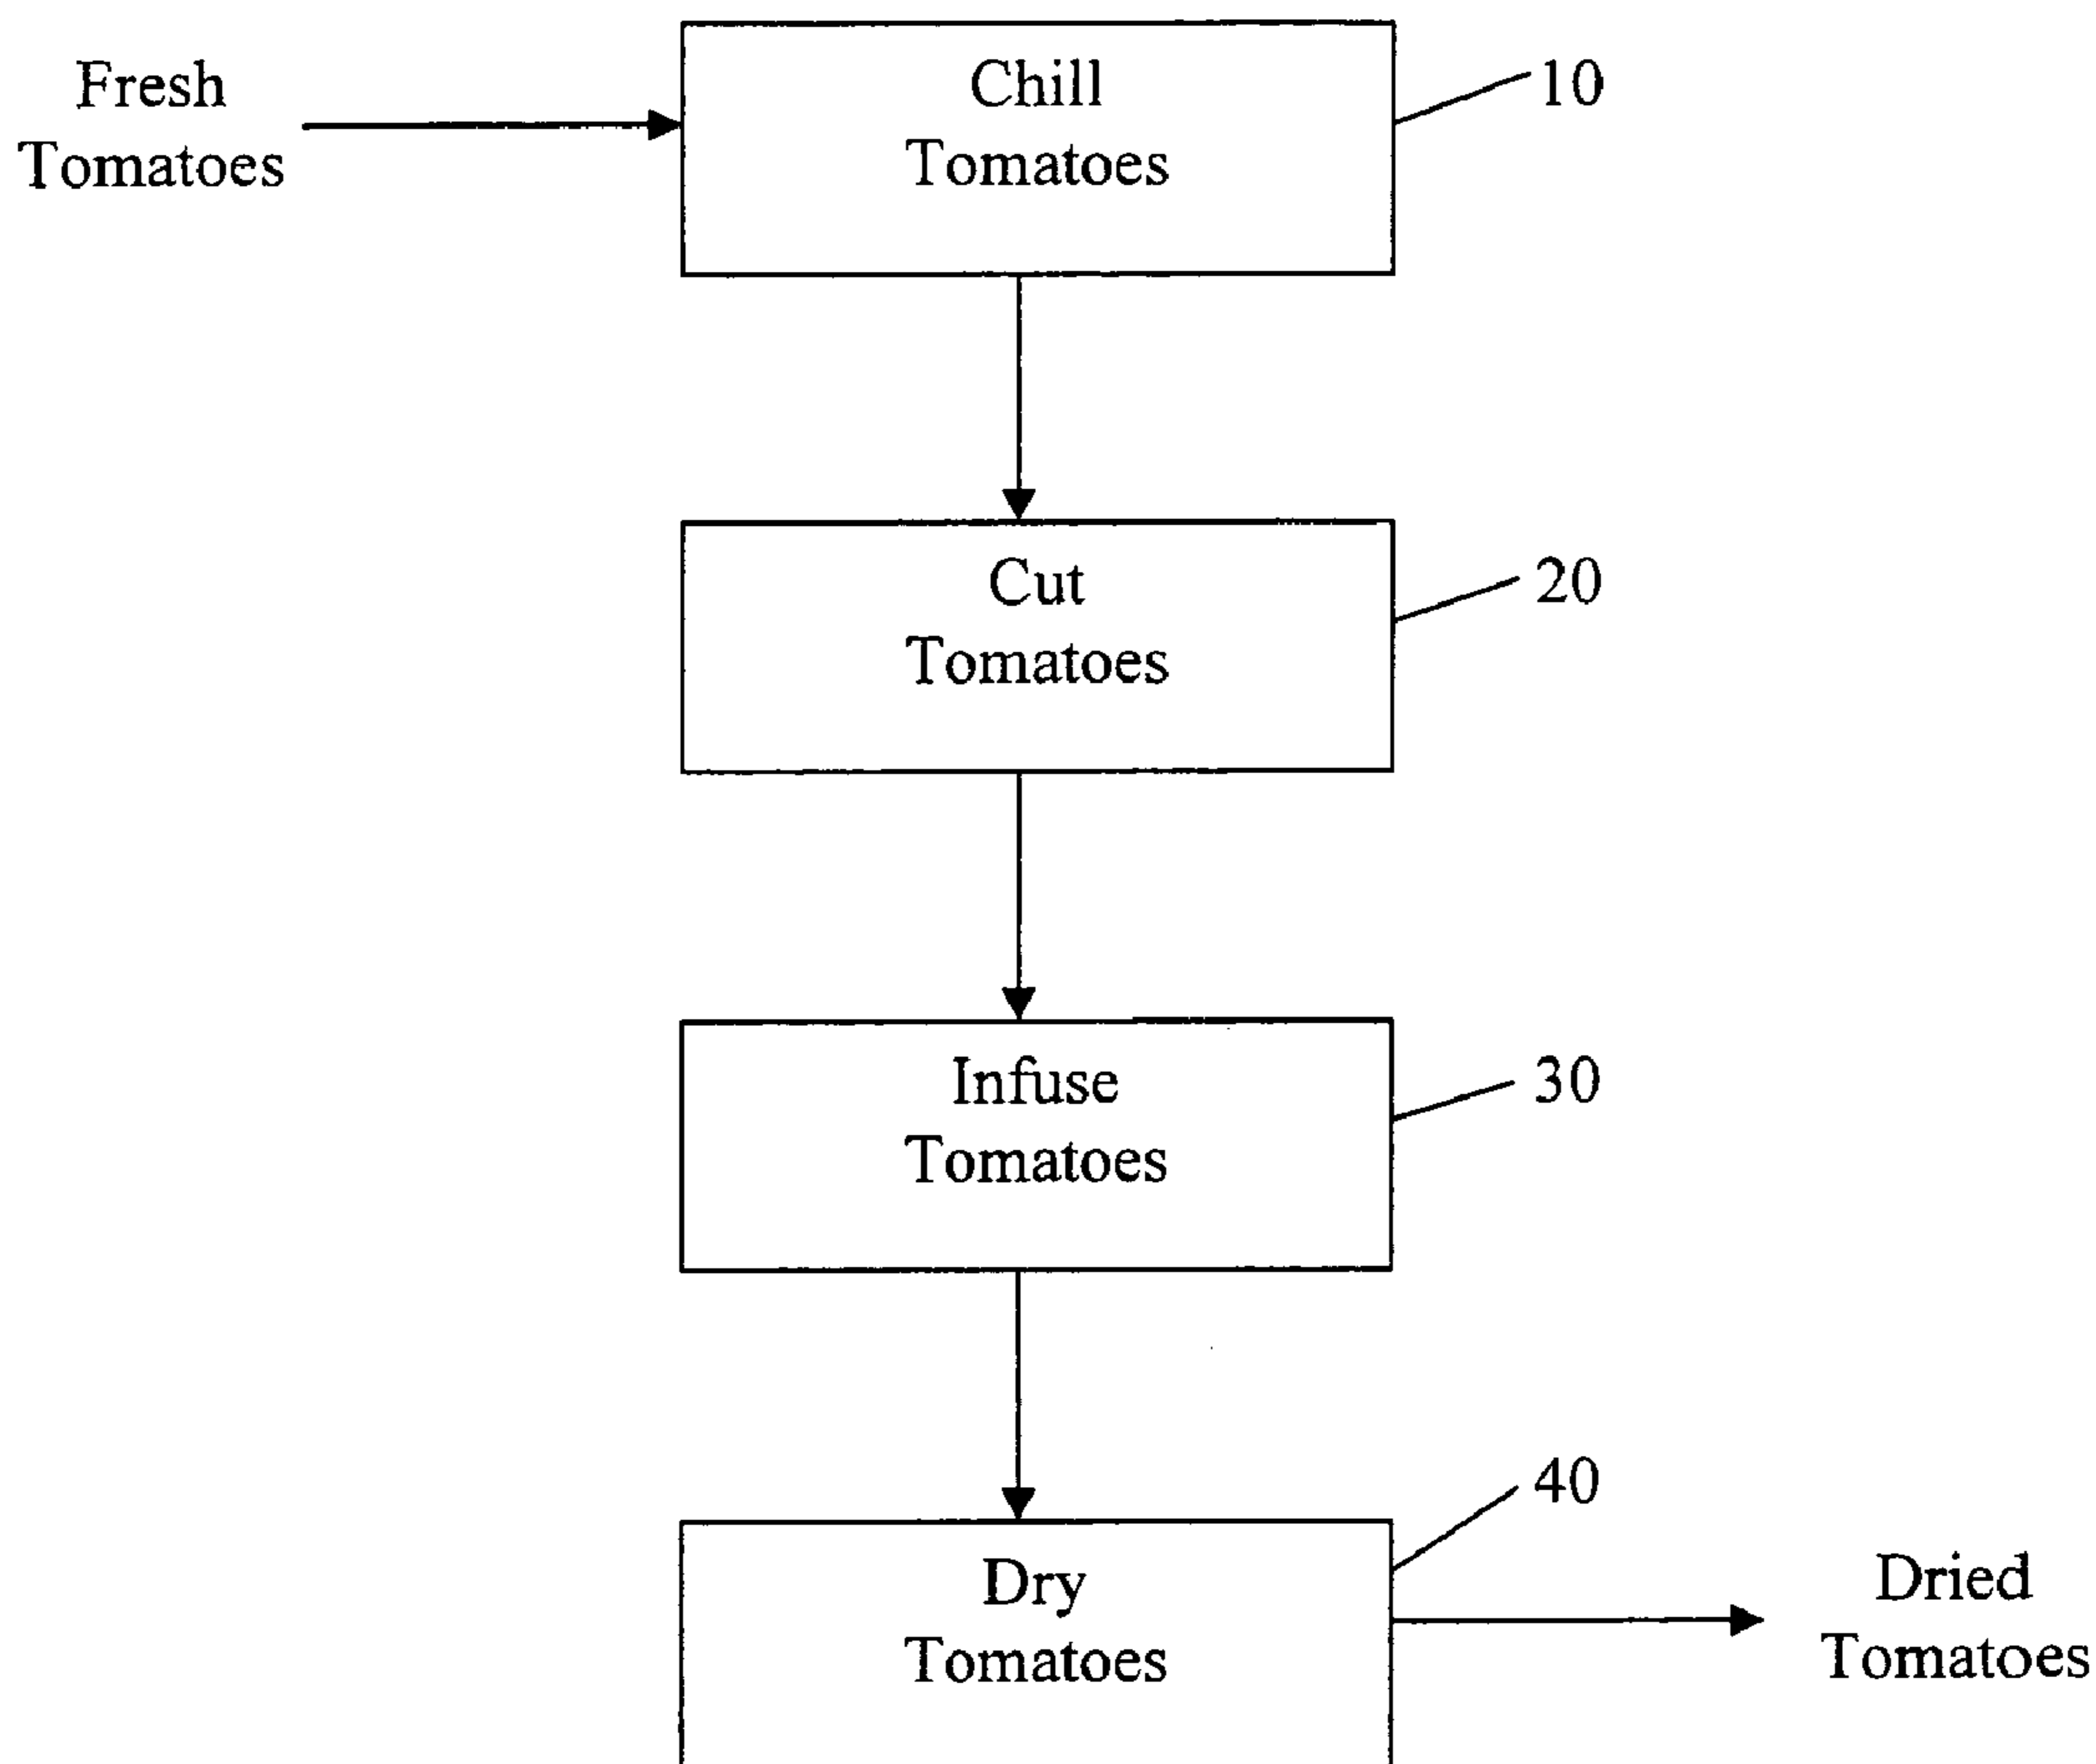 Fresh
Tomatoes
Chill
Tomatoes
10
Cut
Tomatoes
20
Infuse
Tomatoes
30
Dry
Tomatoes
40
Dried
Tomatoes